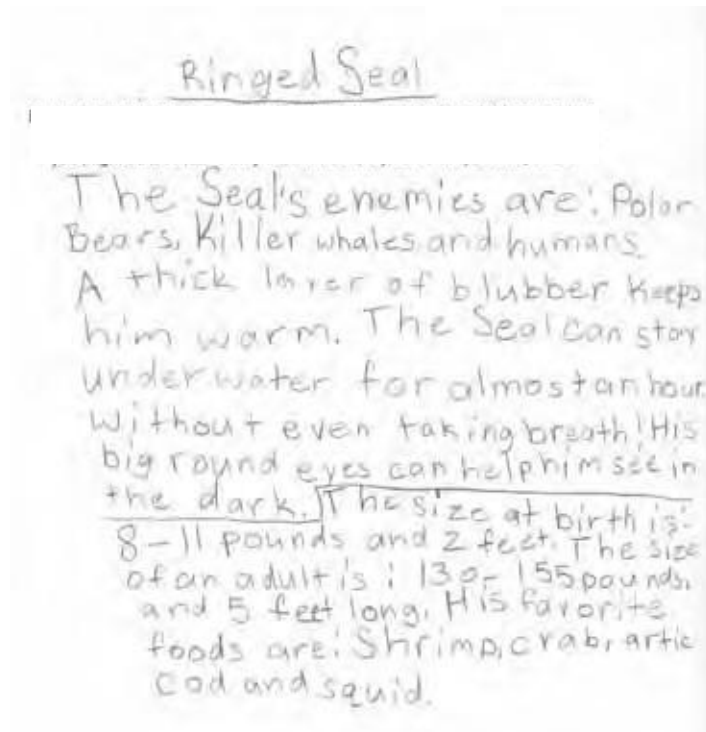 Ringed Seal
The Seal's enemies are: Polar
Bears, Killer whales and humans.
A thick layer of blubber keeps
him warm. The Seal can stay
under water for almost an hour
without even taking breath! His
big round eyes can help him see in
the dark. The size at birth is:
8-11 pounds and 2 feet. The size
of an adult is: 130-155 pounds,
and 5 feet long. His favorite
foods are: Shrimp, crab, artic
cod and squid.